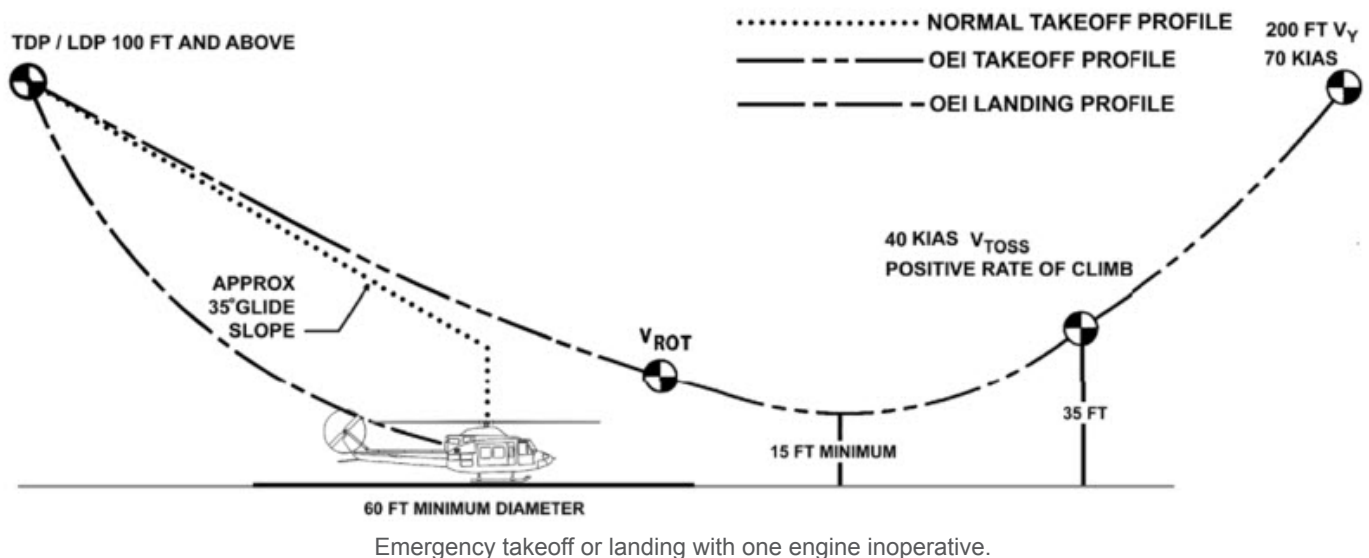 TDP / LDP 100 FT AND ABOVE
NORMAL TAKEOFF PROFILE
OEI TAKEOFF PROFILE
OEI LANDING PROFILE
200 FT VY
70 KIAS
APPROX
35°GLIDE
SLOPE
VROT
40 KIAS VTOSS
POSITIVE RATE OF CLIMB
15 FT MINIMUM
35 FT
60 FT MINIMUM DIAMETER
Emergency takeoff or landing with one engine inoperative.